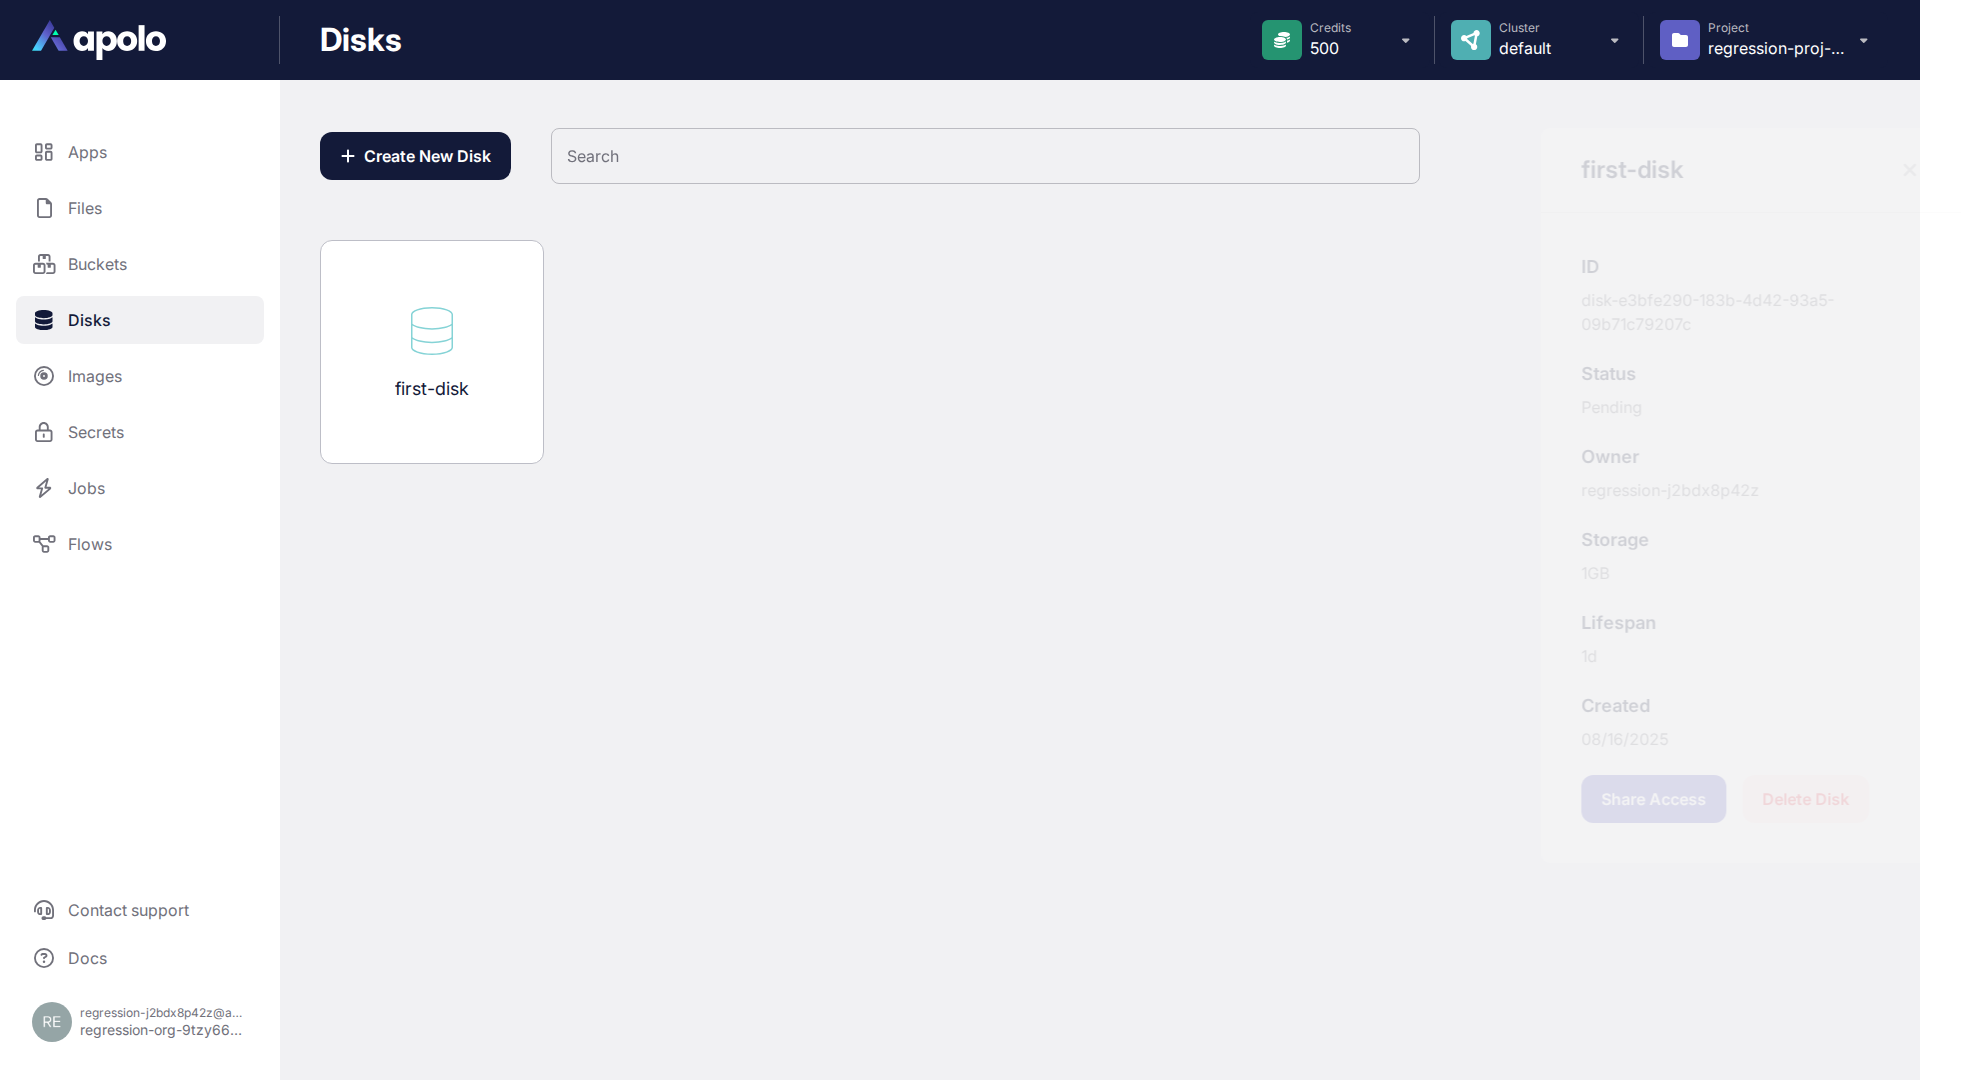 apolo
Disks
Credits
500
Cluster
default
Project
regression-proj-...
Apps
Files
Buckets
Disks
Images
Secrets
Jobs
Flows
Contact support
Docs
RE
regression-j2bdx8p42z@a...
regression-org-9tzy66...
+ Create New Disk
Search
first-disk
first-disk
ID
disk-e3bfe290-183b-4d42-93a5-
09b71c79207c
Status
Pending
Owner
regression-j2bdx8p42z
Storage
1GB
Lifespan
1d
Created
08/16/2025
Share Access
Delete Disk